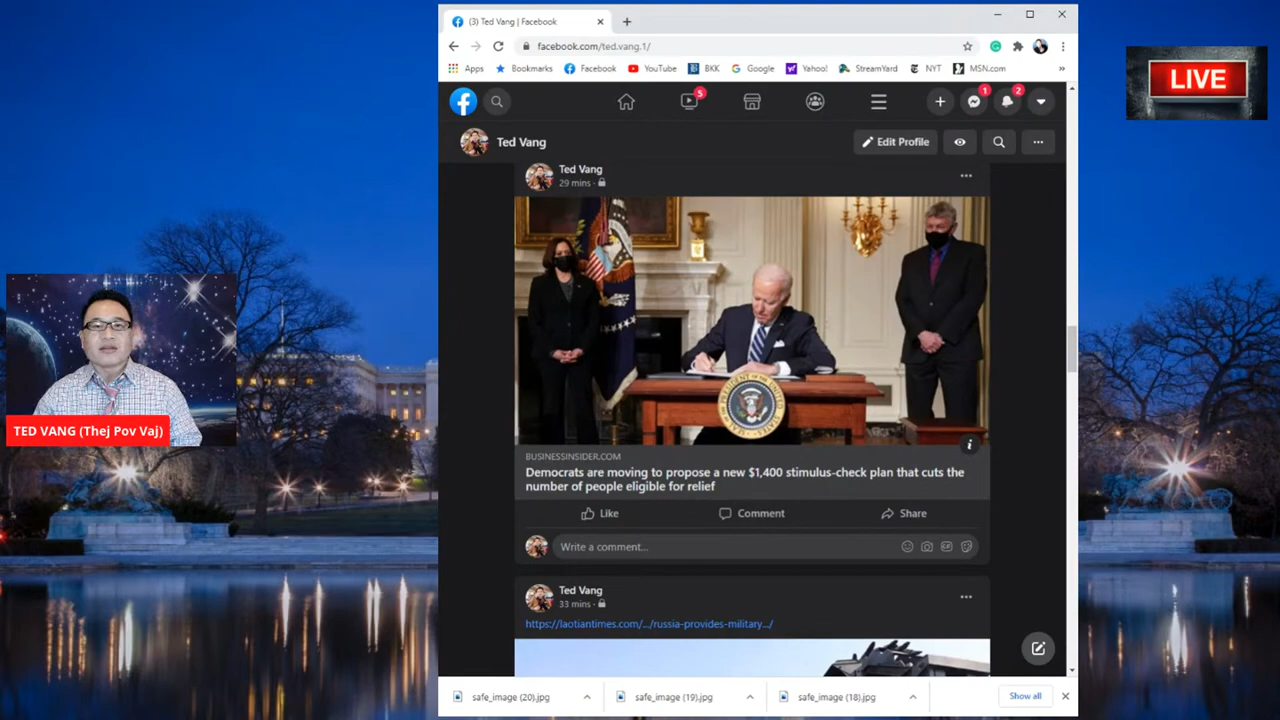 (3) Ted Vang | Facebook
facebook.com/ted.vang.1/
Apps
Bookmarks
Facebook
YouTube
BKK
Google
Yahoo!
StreamYard
NYT
MSN.com
»
5
1
2
Ted Vang
Edit Profile
Ted Vang
29 mins ·
BUSINESSINSIDER.COM
Democrats are moving to propose a new $1,400 stimulus-check plan that cuts the
number of people eligible for relief
Like
Comment
Share
Write a comment...
GIF
Ted Vang
33 mins ·
https://laotiantimes.com/.../russia-provides-military.../
safe_image (20).jpg
safe_image (19).jpg
safe_image (18).jpg
Show all
LIVE
TED VANG (Thej Pov Vaj)